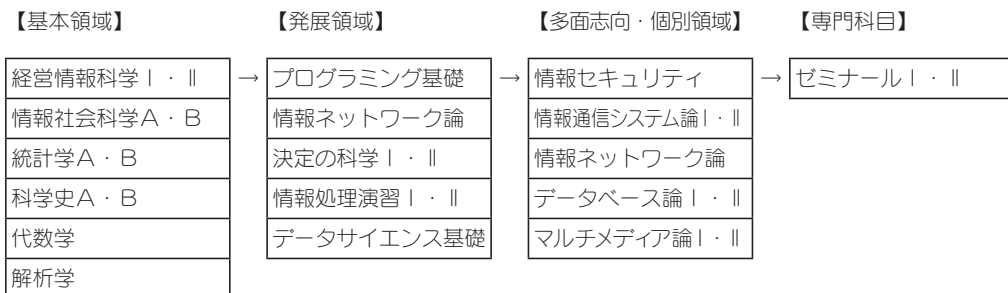 【基本領域】 【発展領域】 【多面志向・個別領域】 【専門科目】
経営情報科学Ⅰ・Ⅱ → プログラミング基礎 → 情報セキュリティ → ゼミナールⅠ・Ⅱ
情報社会科学A・B 情報ネットワーク論 情報通信システム論Ⅰ・Ⅱ
統計学A・B 決定の科学Ⅰ・Ⅱ 情報ネットワーク論
科学史A・B 情報処理演習Ⅰ・Ⅱ データベース論Ⅰ・Ⅱ
代数学 データサイエンス基礎 マルチメディア論Ⅰ・Ⅱ
解析学